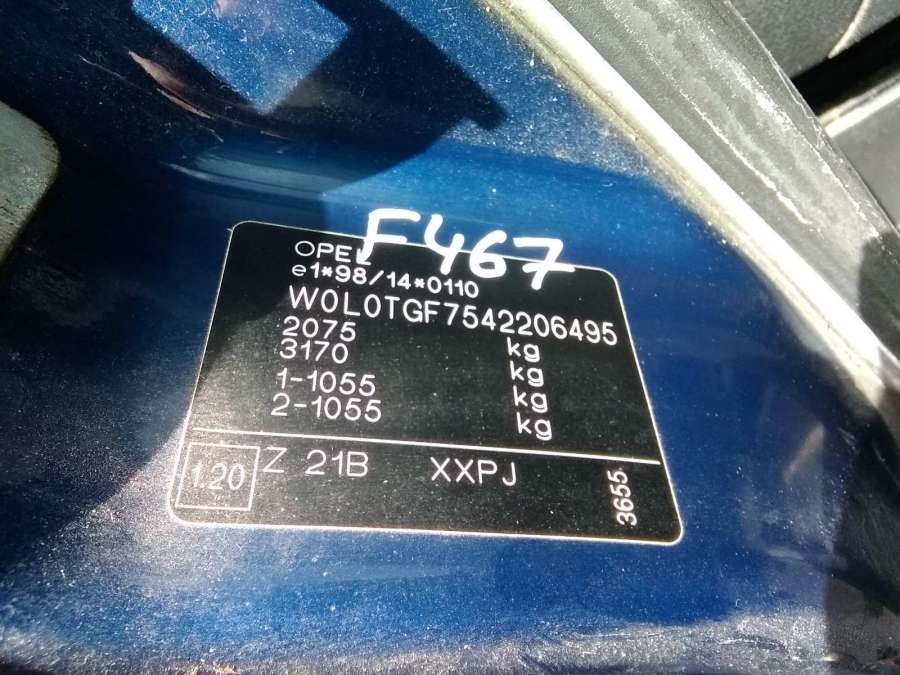 F467
OPEL
e1*98/14*0110
W0L0TGF7542206495
2075 kg
3170 kg
1-1055 kg
2-1055 kg
1.20 Z 21B XXPJ 3655